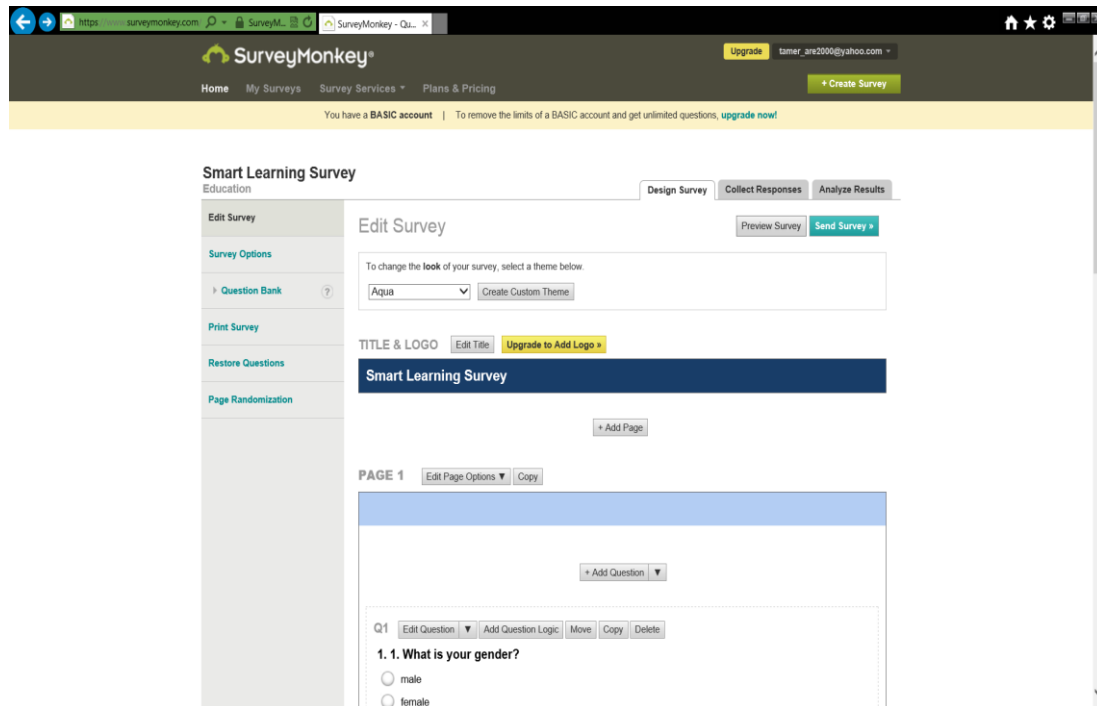 https://www.surveymonkey.com/ SurveyM... SurveyMonkey - Qu... ×
SurveyMonkey®
Upgrade tamer_are2000@yahoo.com
Home My Surveys Survey Services Plans & Pricing
+ Create Survey
You have a BASIC account | To remove the limits of a BASIC account and get unlimited questions, upgrade now!
Smart Learning Survey
Education
Design Survey Collect Responses Analyze Results
Edit Survey
Edit Survey
Preview Survey Send Survey »
Survey Options
To change the look of your survey, select a theme below.
Question Bank ?
Aqua Create Custom Theme
Print Survey
TITLE & LOGO Edit Title Upgrade to Add Logo »
Restore Questions
Smart Learning Survey
Page Randomization
+ Add Page
PAGE 1 Edit Page Options ▼ Copy
+ Add Question ▼
Q1 Edit Question ▼ Add Question Logic Move Copy Delete
1. 1. What is your gender?
male
female